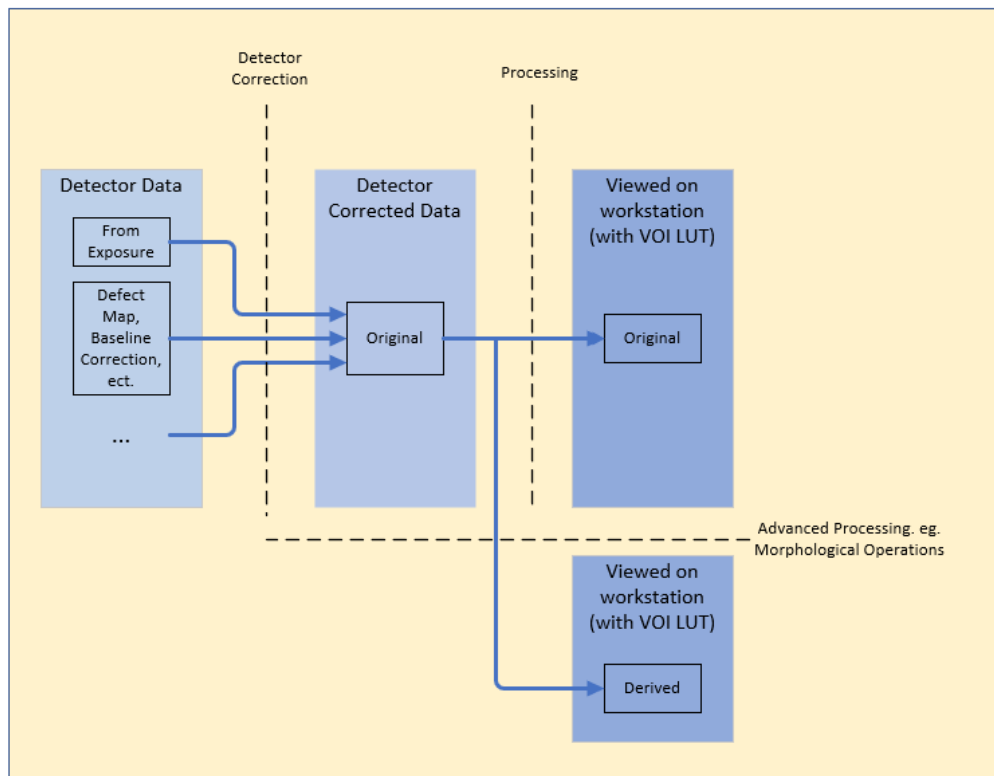 Detector
Correction
Processing
Detector Data
From
Exposure
Defect
Map,
Baseline
Correction,
ect.
...
Detector
Corrected Data
Original
Viewed on
workstation
(with VOI LUT)
Original
Advanced Processing. eg.
Morphological Operations
Viewed on
workstation
(with VOI LUT)
Derived